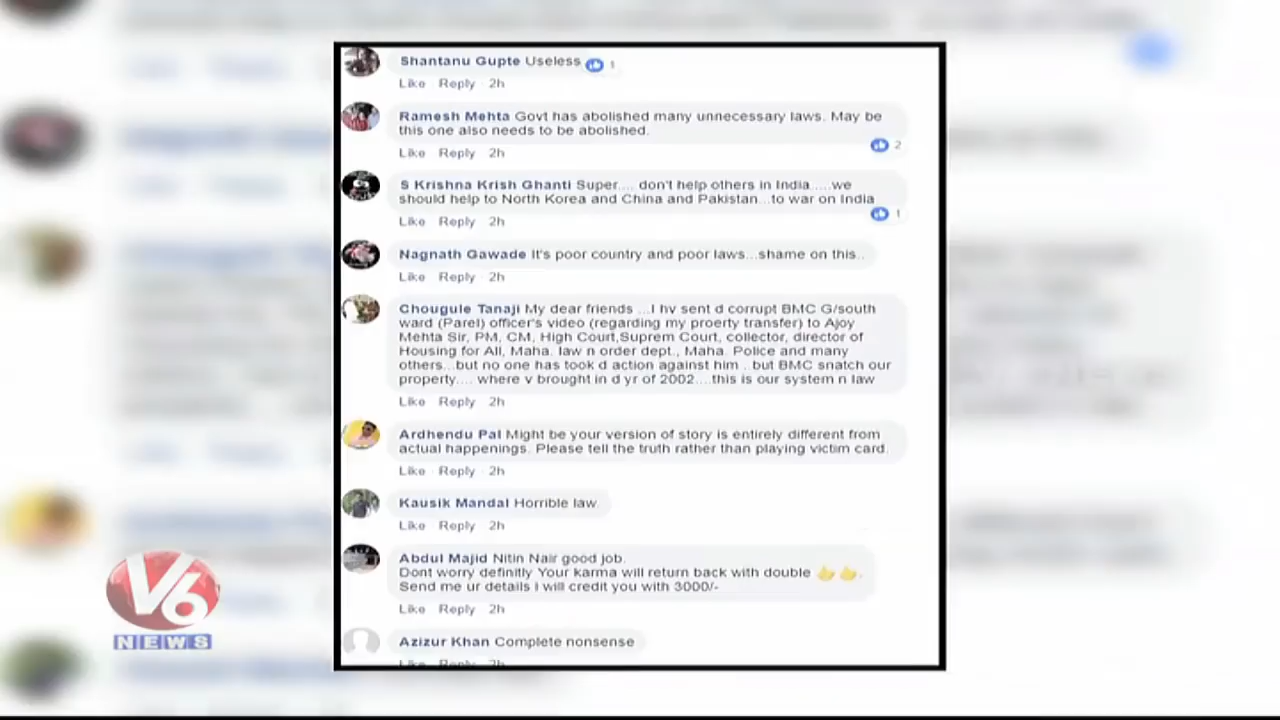 Shantanu Gupte Useless 1
Like Reply 2h
Ramesh Mehta Govt has abolished many unnecessary laws. May be
this one also needs to be abolished.
2
Like Reply 2h
S Krishna Krish Ghanti Super.... don't help others in India.....we
should help to North Korea and China and Pakistan...to war on India
1
Like Reply 2h
Nagnath Gawade It's poor country and poor laws...shame on this..
Like Reply 2h
Chougule Tanaji My dear friends ...I hv sent d corrupt BMC G/south
ward (Parel) officer's video (regarding my proerty transfer) to Ajoy
Mehta Sir, PM, CM, High Court,Suprem Court, collector, director of
Housing for All, Maha. law n order dept., Maha. Police and many
others...but no one has took d action against him . but BMC snatch our
property.... where v brought in d yr of 2002....this is our system n law
Like Reply 2h
Ardhendu Pal Might be your version of story is entirely different from
actual happenings. Please tell the truth rather than playing victim card.
Like Reply 2h
Kausik Mandal Horrible law
Like Reply 2h
Abdul Majid Nitin Nair good job.
Dont worry definitly Your karma will return back with double 👍👍.
Send me ur details i will credit you with 3000/-
Like Reply 2h
Azizur Khan Complete nonsense
Like Reply 2h
V6
NEWS